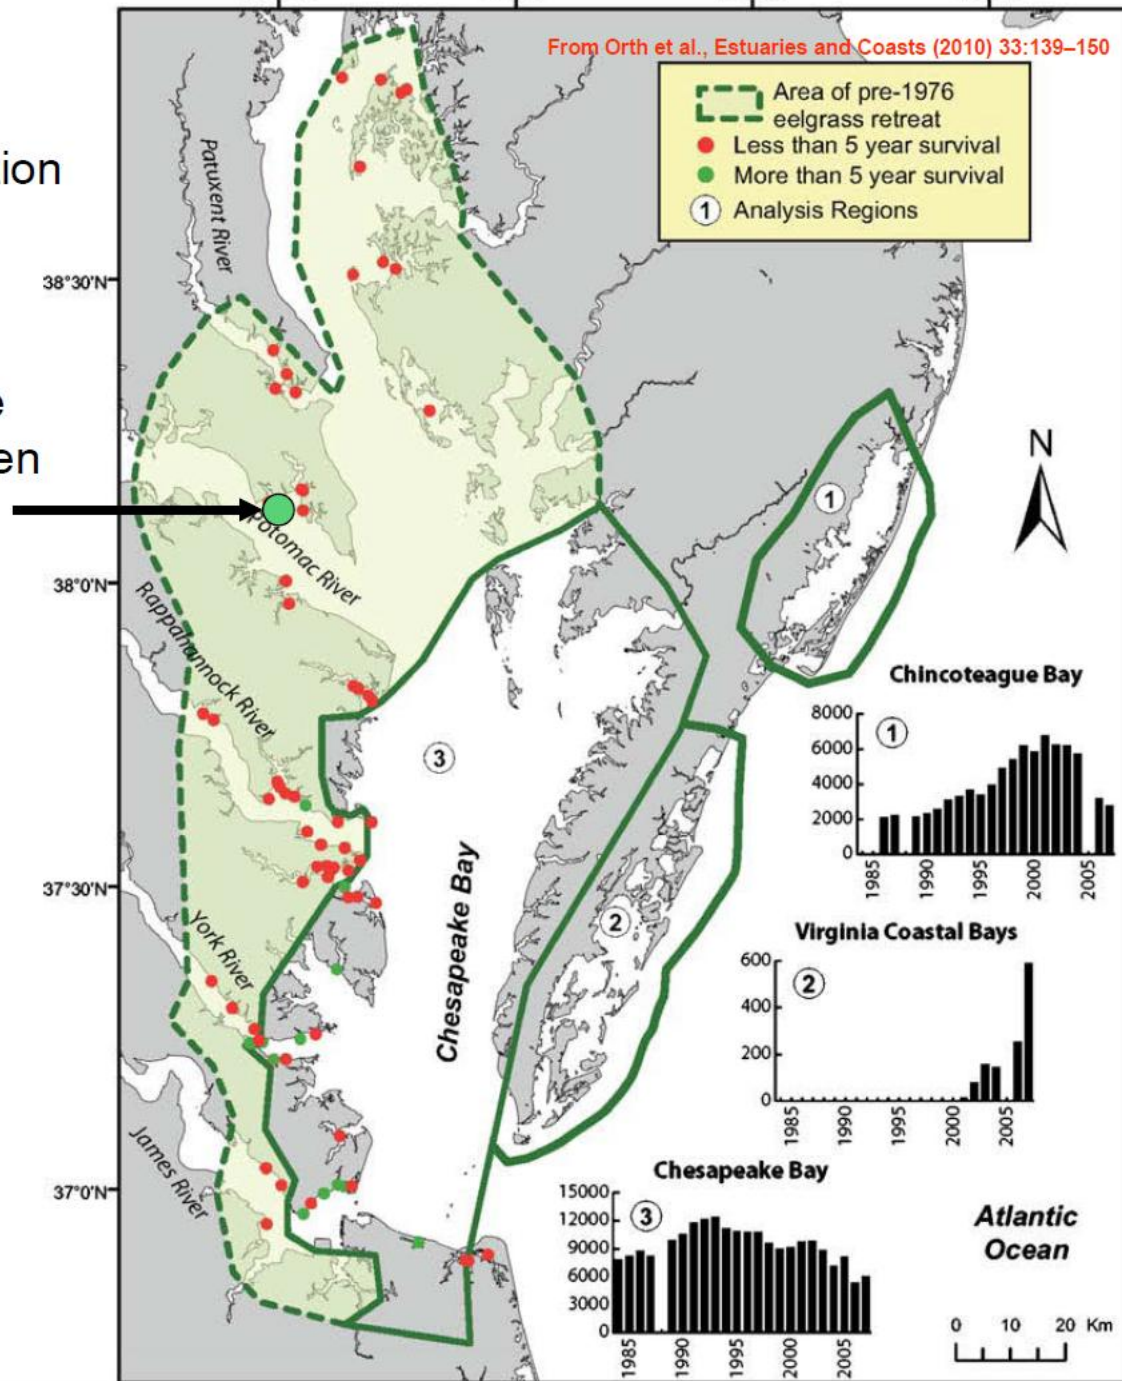 From Orth et al., Estuaries and Coasts (2010) 33:139–150
Area of pre-1976
eelgrass retreat
Less than 5 year survival
More than 5 year survival
1 Analysis Regions
Patuxent River
38°30'N
N
1
Potomac River
38°0'N
Rappahannock River
3
Chesapeake Bay
37°30'N
2
York River
37°0'N
James River
Chincoteague Bay
1
8000
6000
4000
2000
0
1985
1990
1995
2000
2005
Virginia Coastal Bays
2
600
400
200
0
1985
1990
1995
2000
2005
Chesapeake Bay
3
15000
12000
9000
6000
3000
0
1985
1990
1995
2000
2005
Atlantic
Ocean
0 10 20 Km